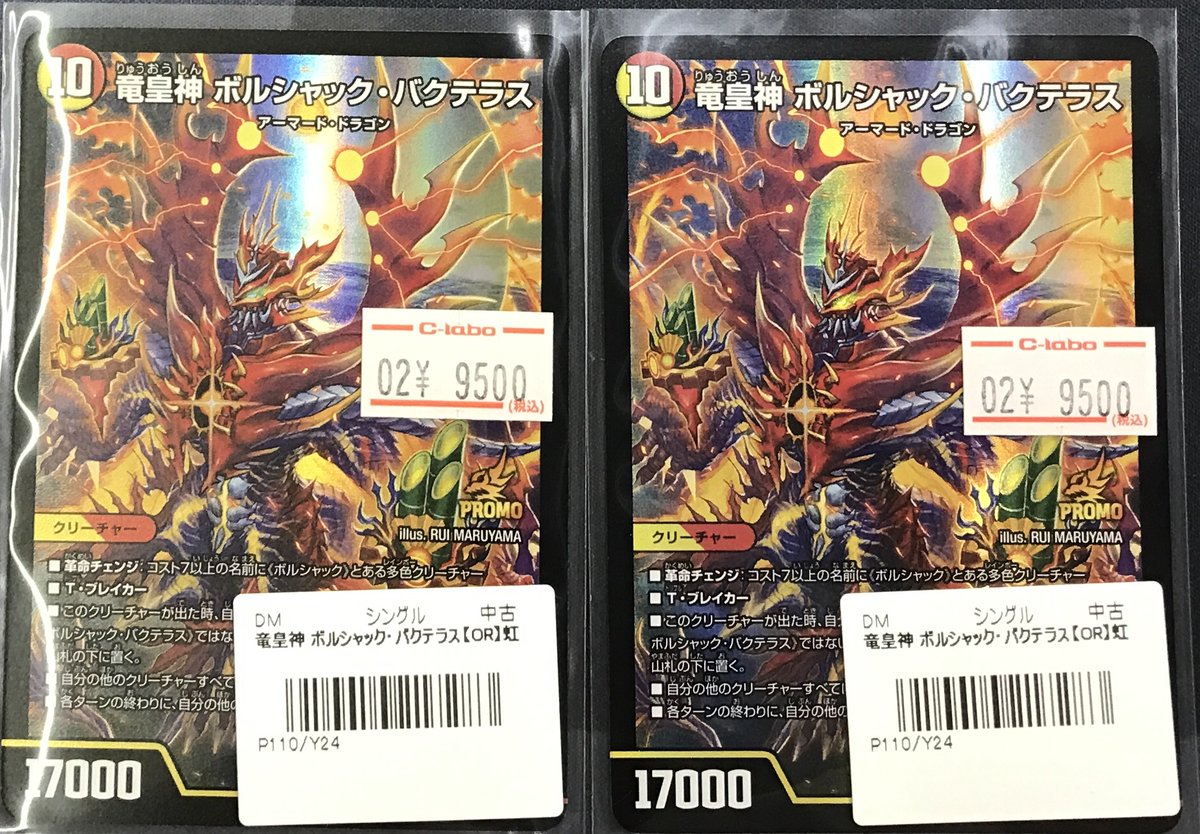 10
りゅうおうしん
竜皇神 ボルシャック・バクテラス
アーマード・ドラゴン
C-labo
02¥ 9500
(税込)
PROMO
クリーチャー
illus. RUI MARUYAMA
■革命チェンジ:コスト7以上の名前に《ボルシャック》とある多色クリーチャー
■T・ブレイカー
■このクリーチャーが出た時、自
ボルシャック・バクテラス》ではな
山札の下に置く。
■自分の他のクリーチャーすべて
■各ターンの終わりに、自分の他の
DM シングル 中古
竜皇神 ボルシャック・バクテラス【OR】虹
P110/Y24
17000
10
りゅうおうしん
竜皇神 ボルシャック・バクテラス
アーマード・ドラゴン
C-labo
02¥ 9500
(税込)
PROMO
クリーチャー
illus. RUI MARUYAMA
■革命チェンジ:コスト7以上の名前に《ボルシャック》とある多色クリーチャー
■T・ブレイカー
■このクリーチャーが出た時、自
ボルシャック・バクテラス》ではない
山札の下に置く。
■自分の他のクリーチャーすべて
■各ターンの終わりに、自分の他の
DM シングル 中古
竜皇神 ボルシャック・バクテラス【OR】虹
P110/Y24
17000